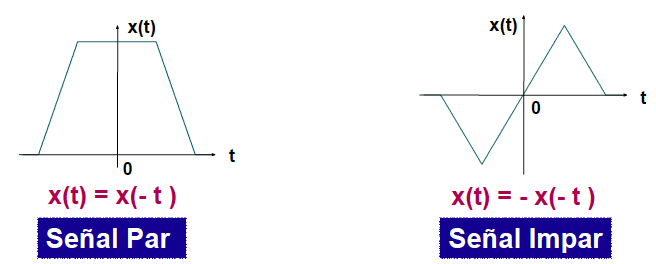 x(t)
t
0
x(t) = x(- t )
Señal Par
x(t)
t
0
x(t) = - x(- t )
Señal Impar